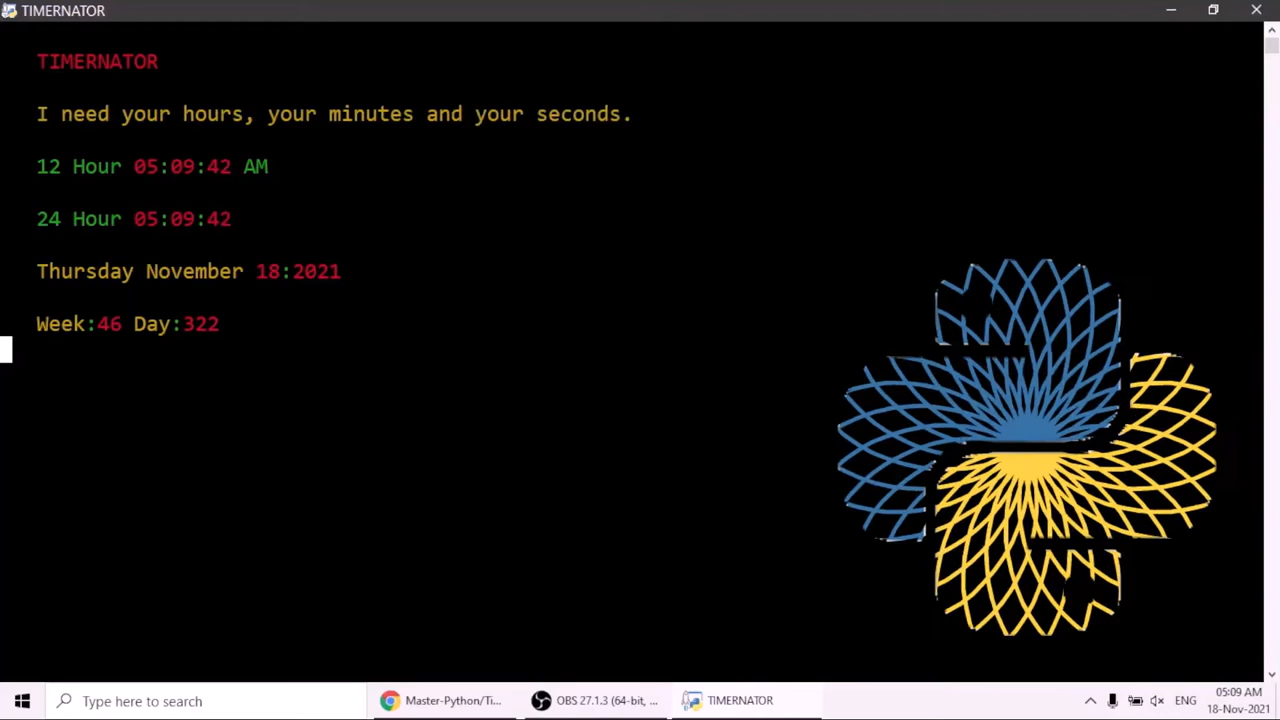 TIMERNATOR
TIMERNATOR
I need your hours, your minutes and your seconds.
12 Hour 05:09:42 AM
24 Hour 05:09:42
Thursday November 18:2021
Week:46 Day:322
Type here to search
Master-Python/Ti...
OBS 27.1.3 (64-bit, ...
TIMERNATOR
ENG
05:09 AM
18-Nov-2021